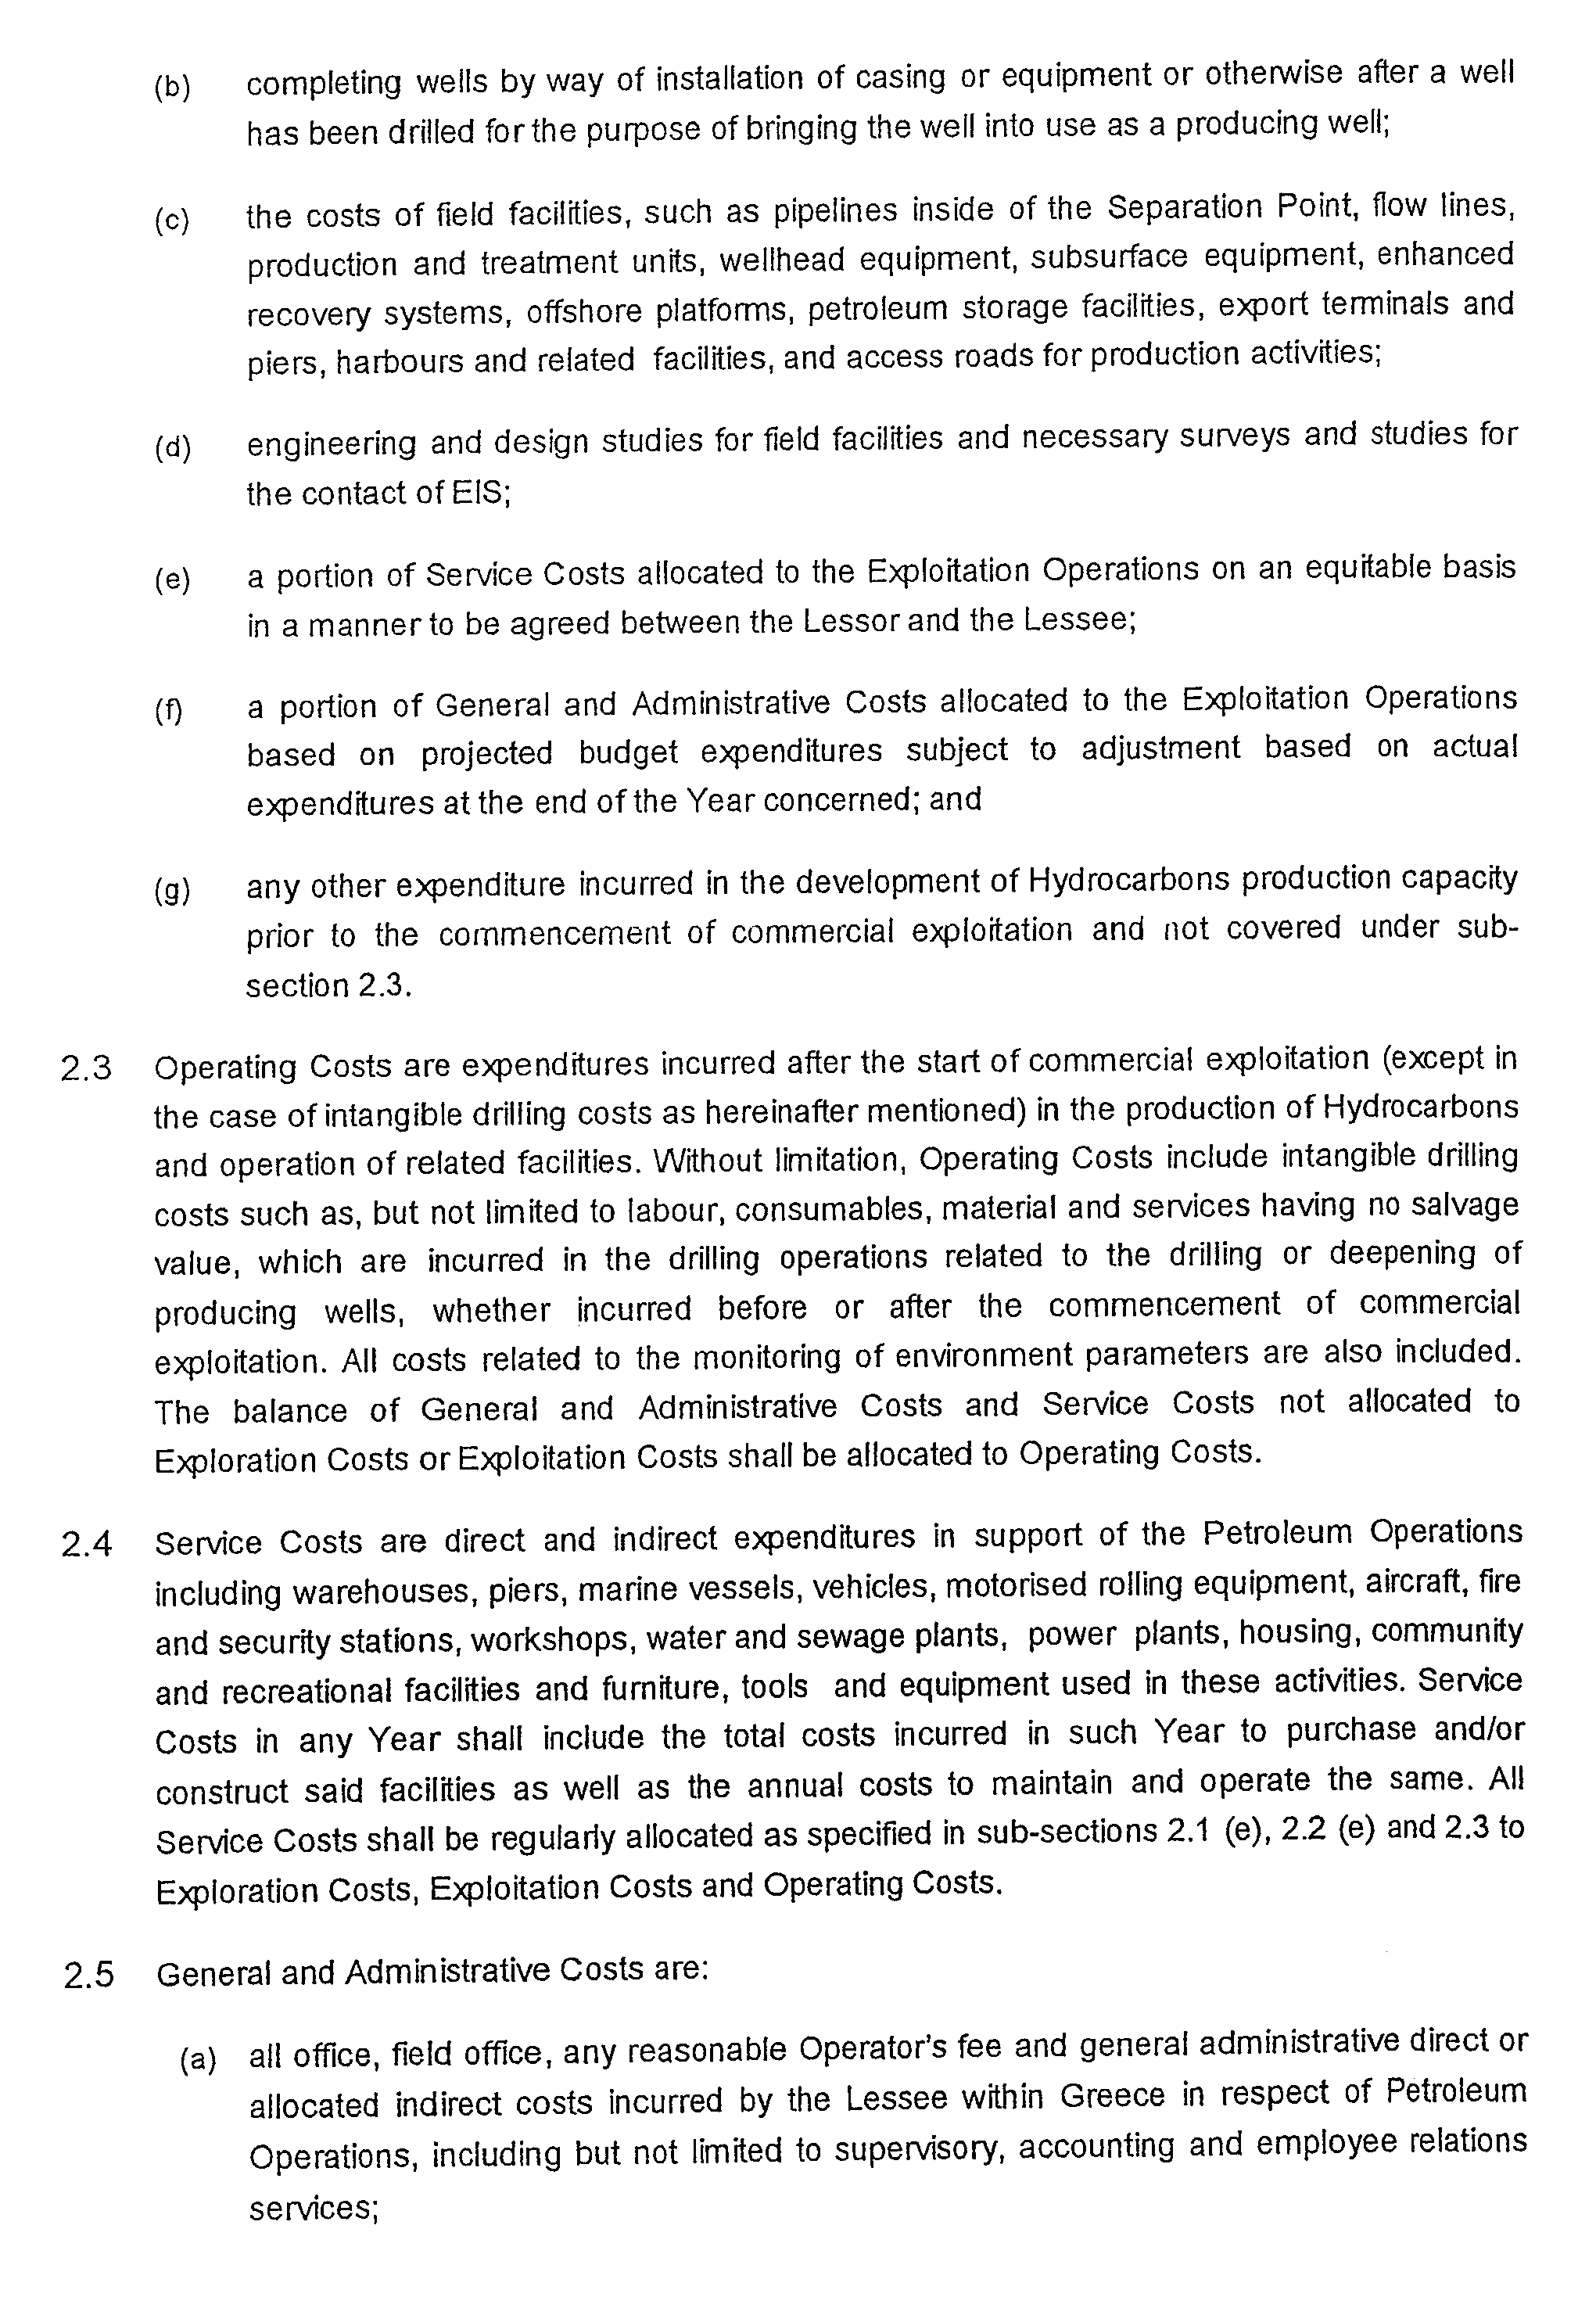 (b) completing wells by way of installation of casing or equipment or otherwise after a well
has been drilled for the purpose of bringing the well into use as a producing well;
(c) the costs of field facilities, such as pipelines inside of the Separation Point, flow lines,
production and treatment units, wellhead equipment, subsurface equipment, enhanced
recovery systems, offshore platforms, petroleum storage facilities, export terminals and
piers, harbours and related facilities, and access roads for production activities;
(d) engineering and design studies for field facilities and necessary surveys and studies for
the contact of EIS;
(e) a portion of Service Costs allocated to the Exploitation Operations on an equitable basis
in a manner to be agreed between the Lessor and the Lessee;
(f) a portion of General and Administrative Costs allocated to the Exploitation Operations
based on projected budget expenditures subject to adjustment based on actual
expenditures at the end of the Year concerned; and
(g) any other expenditure incurred in the development of Hydrocarbons production capacity
prior to the commencement of commercial exploitation and not covered under sub-
section 2.3.
2.3 Operating Costs are expenditures incurred after the start of commercial exploitation (except in
the case of intangible drilling costs as hereinafter mentioned) in the production of Hydrocarbons
and operation of related facilities. Without limitation, Operating Costs include intangible drilling
costs such as, but not limited to labour, consumables, material and services having no salvage
value, which are incurred in the drilling operations related to the drilling or deepening of
producing wells, whether incurred before or after the commencement of commercial
exploitation. All costs related to the monitoring of environment parameters are also included.
The balance of General and Administrative Costs and Service Costs not allocated to
Exploration Costs or Exploitation Costs shall be allocated to Operating Costs.
2.4 Service Costs are direct and indirect expenditures in support of the Petroleum Operations
including warehouses, piers, marine vessels, vehicles, motorised rolling equipment, aircraft, fire
and security stations, workshops, water and sewage plants, power plants, housing, community
and recreational facilities and furniture, tools and equipment used in these activities. Service
Costs in any Year shall include the total costs incurred in such Year to purchase and/or
construct said facilities as well as the annual costs to maintain and operate the same. All
Service Costs shall be regularly allocated as specified in sub-sections 2.1 (e), 2.2 (e) and 2.3 to
Exploration Costs, Exploitation Costs and Operating Costs.
2.5 General and Administrative Costs are:
(a) all office, field office, any reasonable Operator's fee and general administrative direct or
allocated indirect costs incurred by the Lessee within Greece in respect of Petroleum
Operations, including but not limited to supervisory, accounting and employee relations
services;